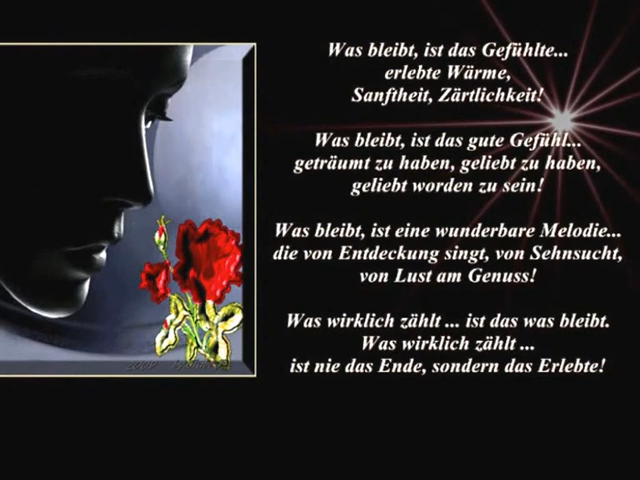 Was bleibt, ist das Gefühlte...
erlebte Wärme,
Sanftheit, Zärtlichkeit!
Was bleibt, ist das gute Gefühl...
geträumt zu haben, geliebt zu haben,
geliebt worden zu sein!
Was bleibt, ist eine wunderbare Melodie...
die von Entdeckung singt, von Sehnsucht,
von Lust am Genuss!
Was wirklich zählt ... ist das was bleibt.
Was wirklich zählt ...
ist nie das Ende, sondern das Erlebte!
2009